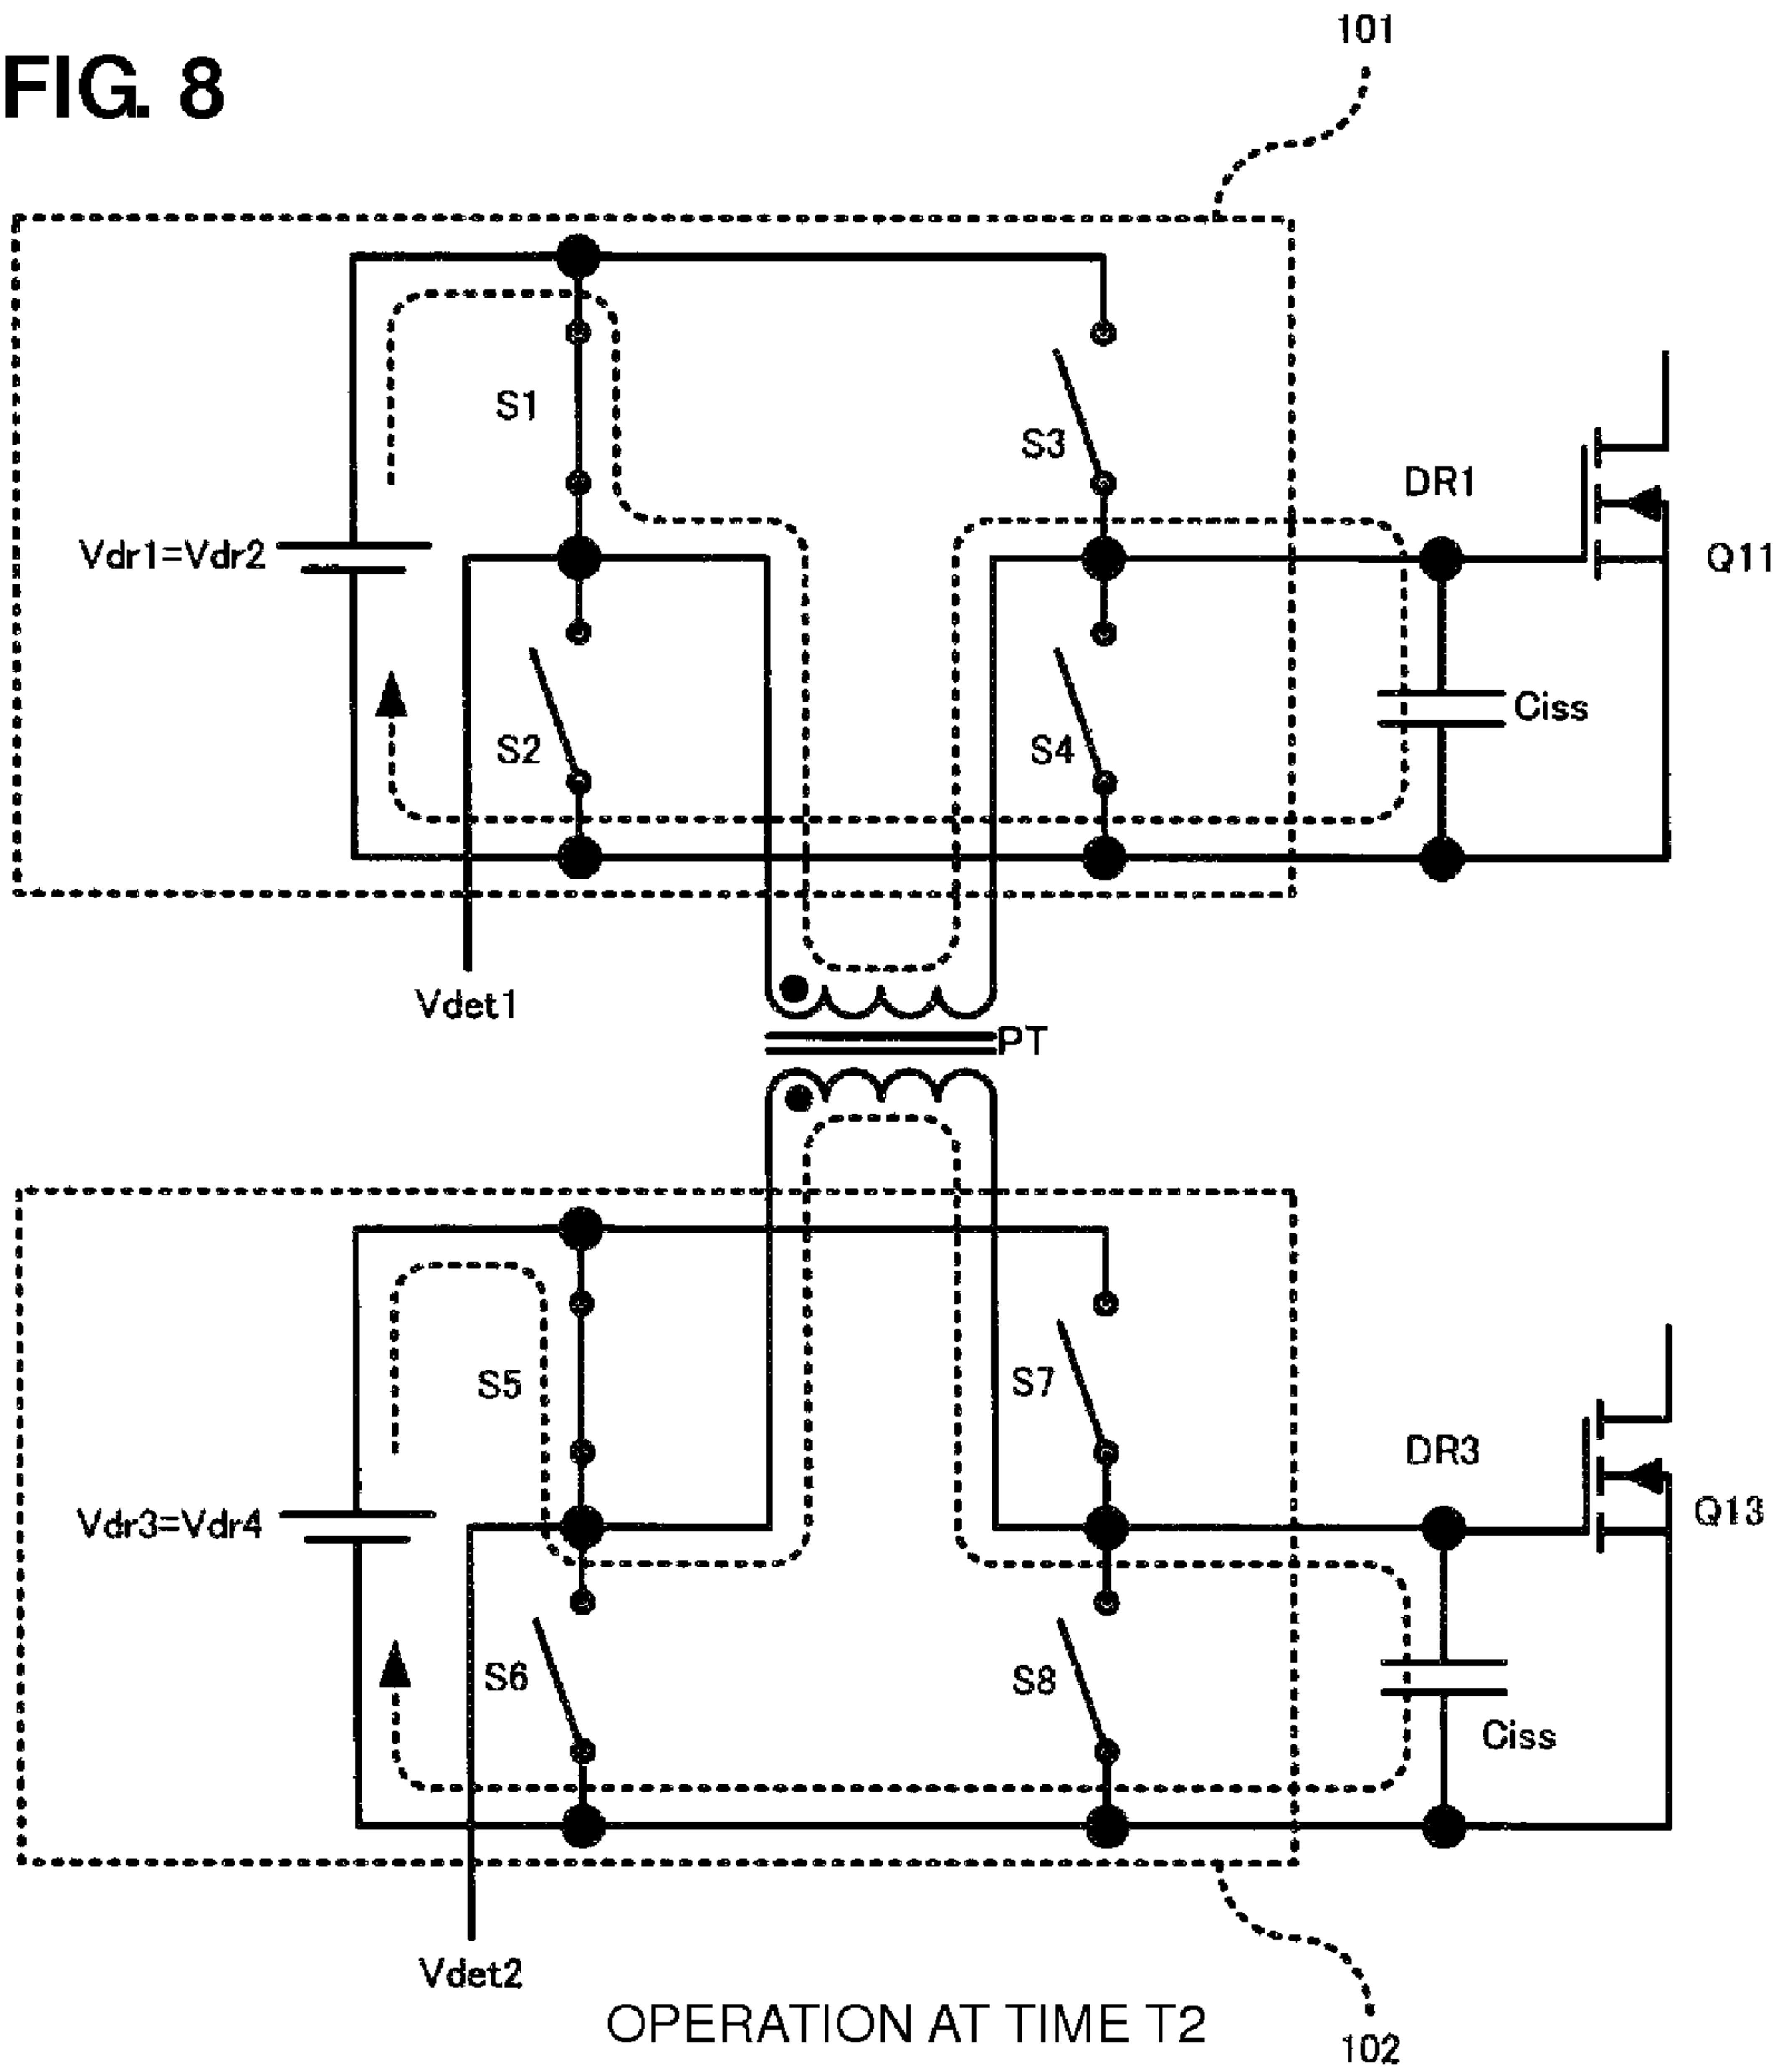 101
FIG. 8
S1
S3
DR1
Vdr1=Vdr2
Q11
S2
S4
Ciss
Vdet1
PT
S5
S7
DR3
Vdr3=Vdr4
Q13
S6
S8
Ciss
Vdet2
OPERATION AT TIME T2
102